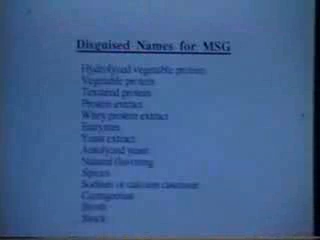 Disguised Names for MSG
Hydrolysed vegetable protein
Vegetable protein
Textured protein
Protein extract
Whey protein extract
Enzymes
Yeast extract
Autolyzed yeast
Natural flavoring
Spices
Sodium or calcium caseinate
Carrageenan
Broth
Stock